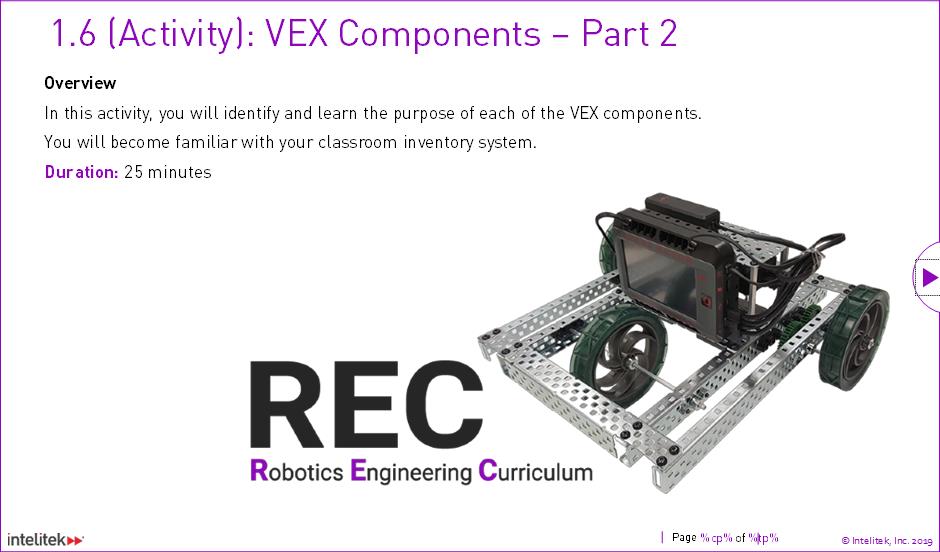 1.6 (Activity): VEX Components – Part 2
Overview
In this activity, you will identify and learn the purpose of each of the VEX components.
You will become familiar with your classroom inventory system.
Duration: 25 minutes
REC
Robotics Engineering Curriculum
intelitek
Page %cp% of %tp%
© Intelitek, Inc. 2019